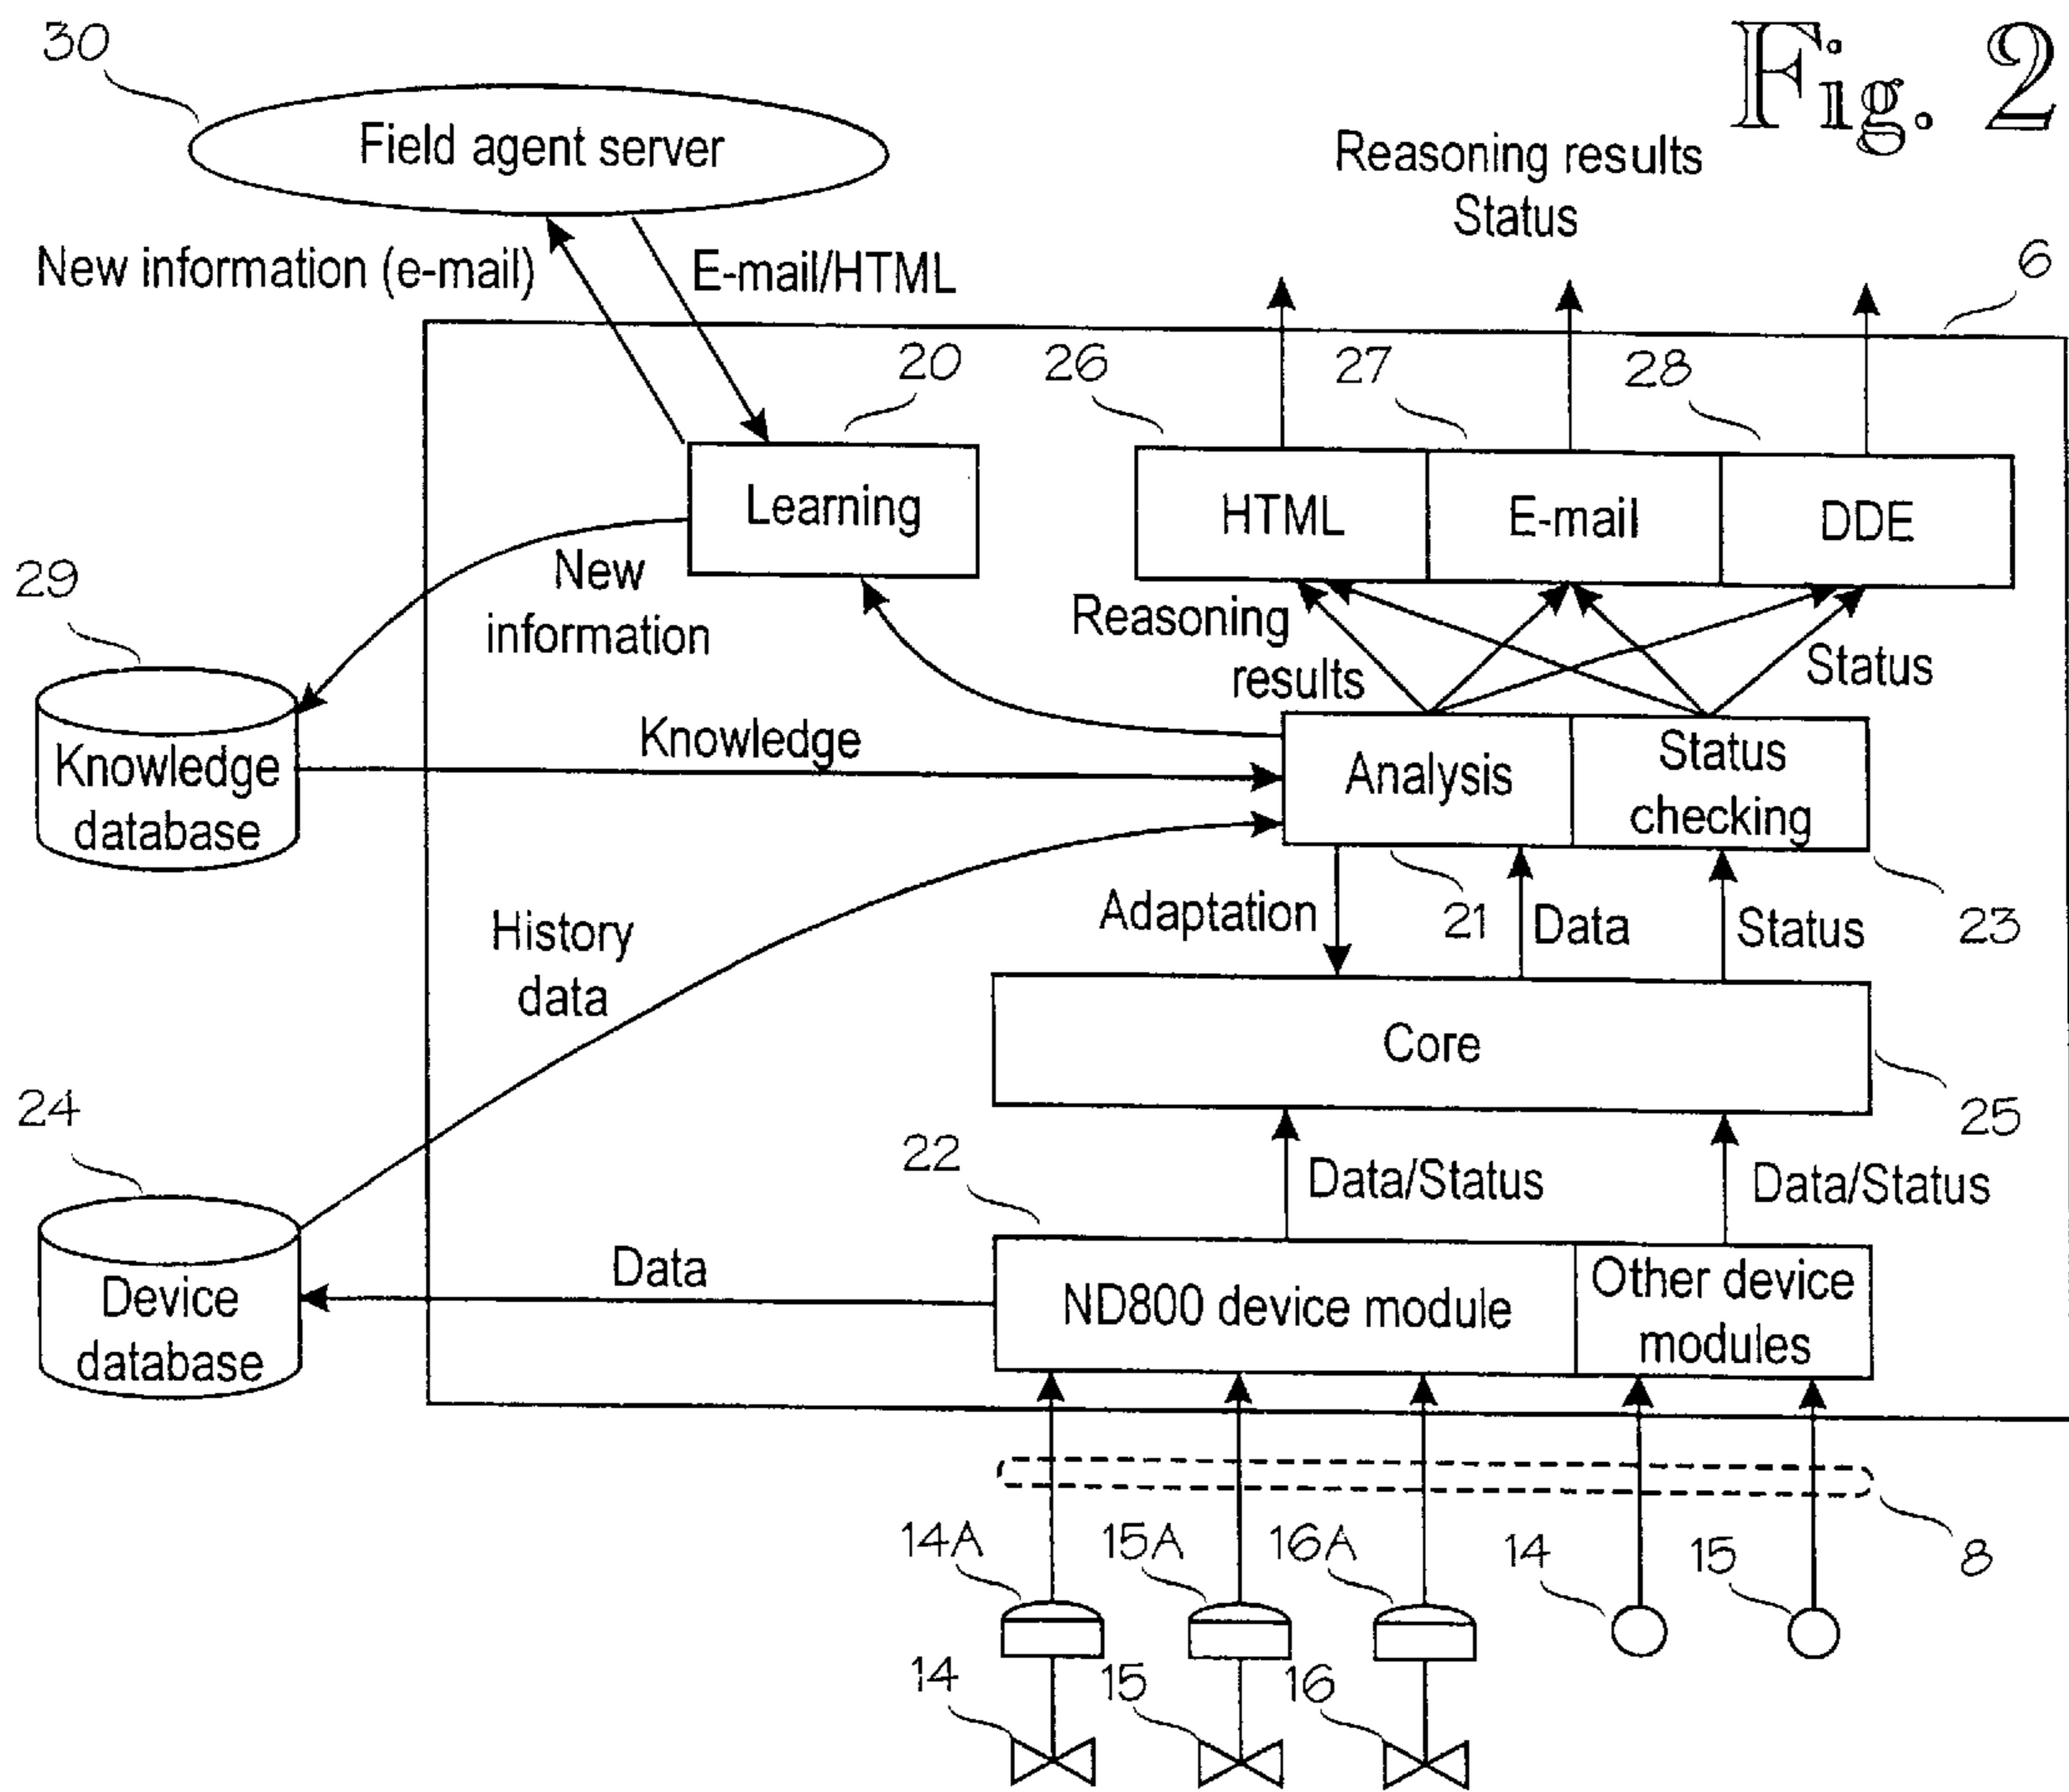 Fig. 2
30
Field agent server
Reasoning results
Status
New information (e-mail)
E-mail/HTML
6
20
26
27
28
Learning
HTML
E-mail
DDE
29
New
information
Reasoning
results
Status
Knowledge
database
Knowledge
Analysis
Status
checking
History
data
Adaptation
21
Data
Status
23
Core
24
22
25
Data/Status
Data/Status
Device
database
Data
ND800 device module
Other device
modules
14A
15A
16A
14
15
8
14
15
16